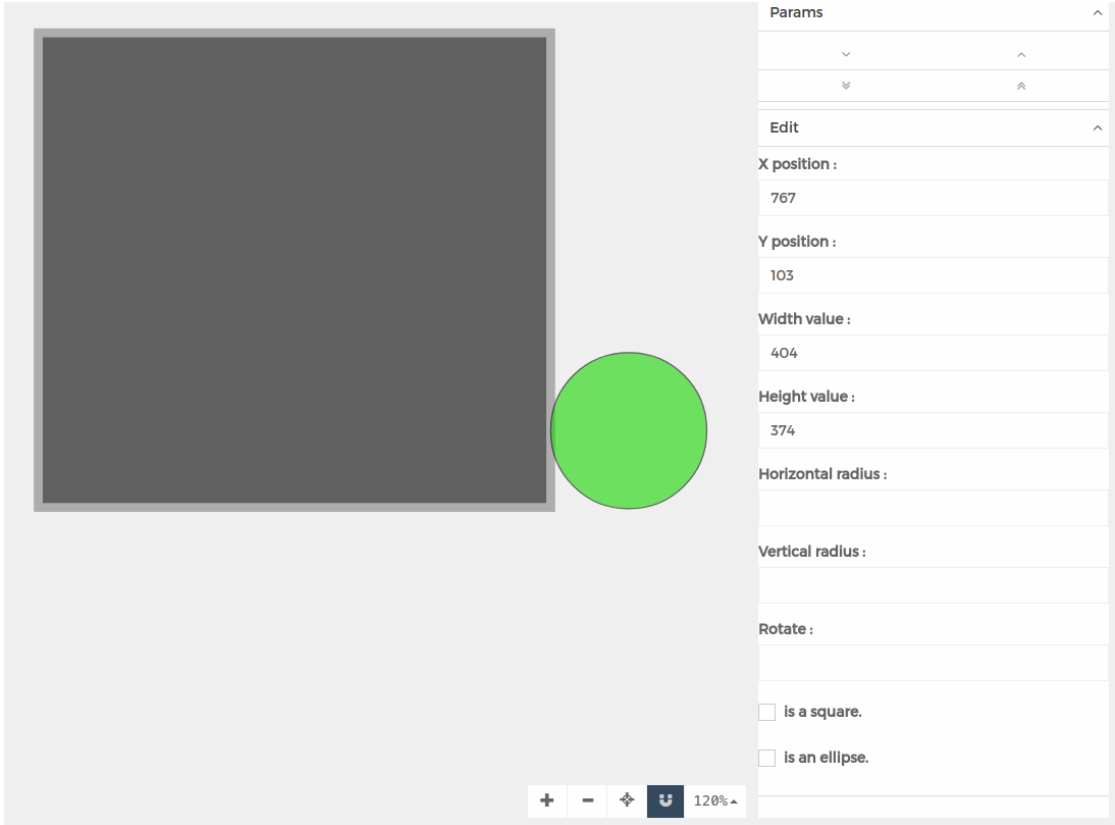 Params
Edit
X position :
767
Y position :
103
Width value :
404
Height value :
374
Horizontal radius :
Vertical radius :
Rotate :
is a square.
is an ellipse.
120%